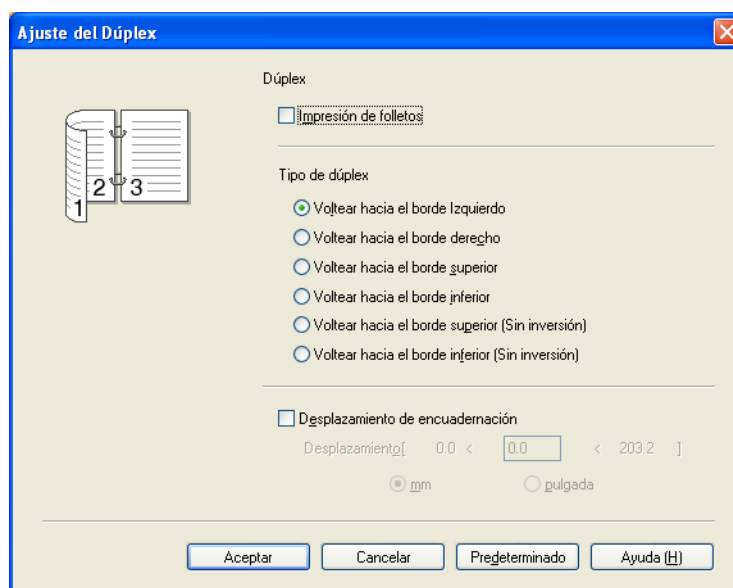 Ajuste del Dúplex
Dúplex
Impresión de folletos
1 2 3
Tipo de dúplex
Voltear hacia el borde Izquierdo
Voltear hacia el borde derecho
Voltear hacia el borde superior
Voltear hacia el borde inferior
Voltear hacia el borde superior (Sin inversión)
Voltear hacia el borde inferior (Sin inversión)
Desplazamiento de encuadernación
Desplazamiento[ 0.0 < 0.0 < 203.2 ]
mm pulgada
Aceptar Cancelar Predeterminado Ayuda (H)